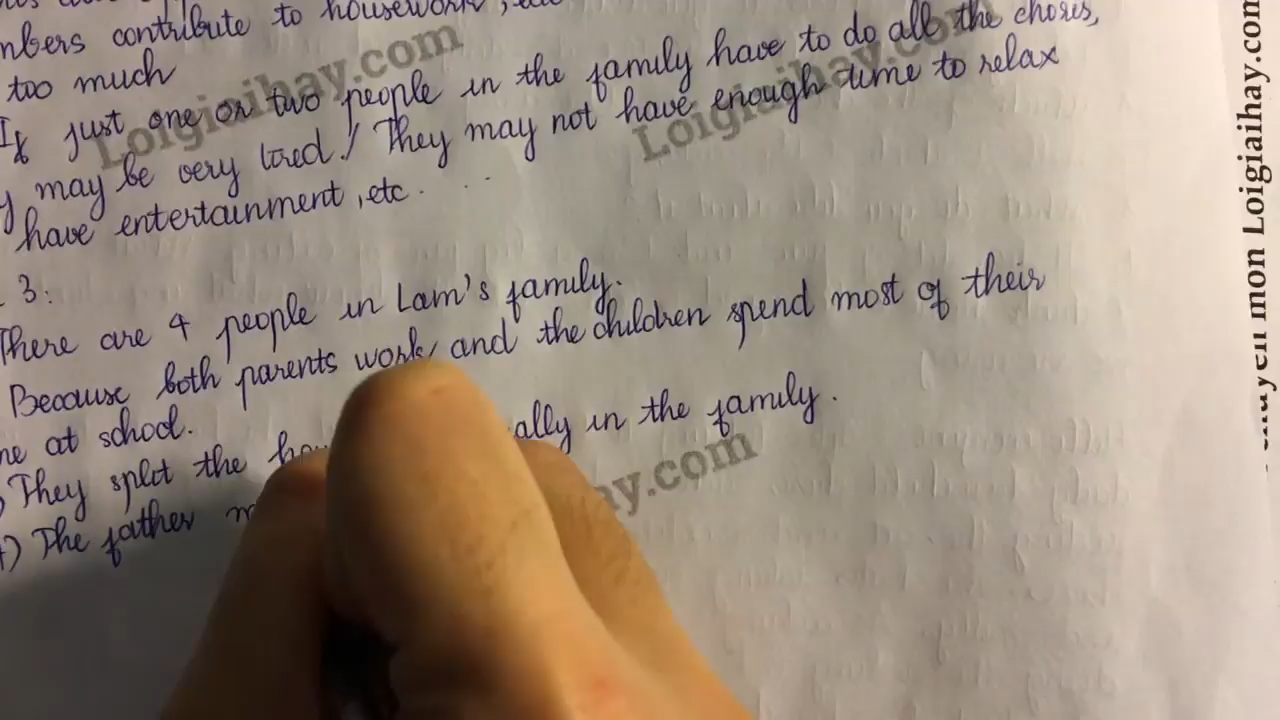 mbers contribute to housework, etc
too much
If just one or two people in the family have to do all the chores,
y may be very tired! They may not have enough time to relax
have entertainment, etc.
3:
There are 4 people in Lam's family.
Because both parents work and the children spend most of their
me at school.
They split the ally in the family.
) The father
Loigiaihay.com
Loigiaihay.com
ay.com
mon Loigiaihay.com